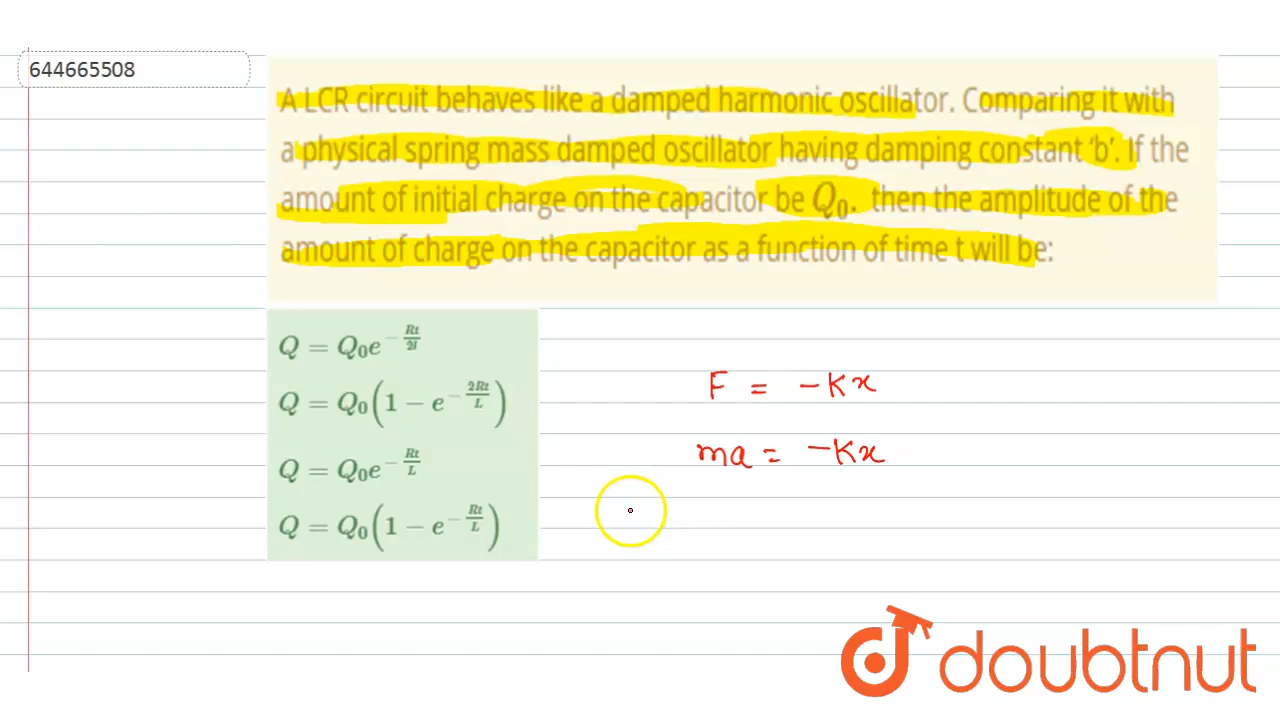 644665508
A LCR circuit behaves like a damped harmonic oscillator. Comparing it with
a physical spring mass damped oscillator having damping constant ‘b’. If the
amount of initial charge on the capacitor be Q₀. then the amplitude of the
amount of charge on the capacitor as a function of time t will be:
Q = Q₀e^{-Rt/2l}
Q = Q₀(1 − e^{-2Rt/L})
Q = Q₀e^{-Rt/L}
Q = Q₀(1 − e^{-Rt/L})
F = -Kx
ma = -Kx
doubtnut